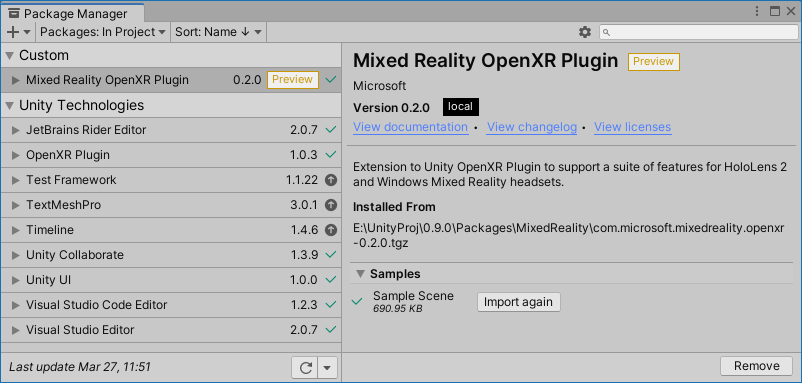 Package Manager
Packages: In Project
Sort: Name ↓
Custom
Mixed Reality OpenXR Plugin 0.2.0 Preview
Unity Technologies
JetBrains Rider Editor 2.0.7
OpenXR Plugin 1.0.3
Test Framework 1.1.22
TextMeshPro 3.0.1
Timeline 1.4.6
Unity Collaborate 1.3.9
Unity UI 1.0.0
Visual Studio Code Editor 1.2.3
Visual Studio Editor 2.0.7
Last update Mar 27, 11:51
Mixed Reality OpenXR Plugin Preview
Microsoft
Version 0.2.0 local
View documentation • View changelog • View licenses
Extension to Unity OpenXR Plugin to support a suite of features for HoloLens 2
and Windows Mixed Reality headsets.
Installed From
E:\UnityProj\0.9.0\Packages\MixedReality\com.microsoft.mixedreality.openxr
-0.2.0.tgz
Samples
Sample Scene
690.95 KB
Import again
Remove